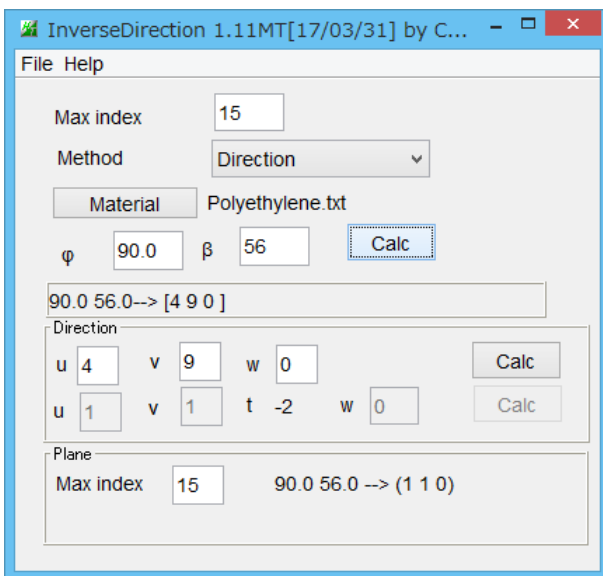 InverseDirection 1.11MT[17/03/31] by C...
File Help
Max index 15
Method Direction
Material Polyethylene.txt
φ 90.0 β 56 Calc
90.0 56.0--> [4 9 0 ]
Direction
u 4 v 9 w 0 Calc
u 1 v 1 t -2 w 0 Calc
Plane
Max index 15 90.0 56.0 --> (1 1 0)